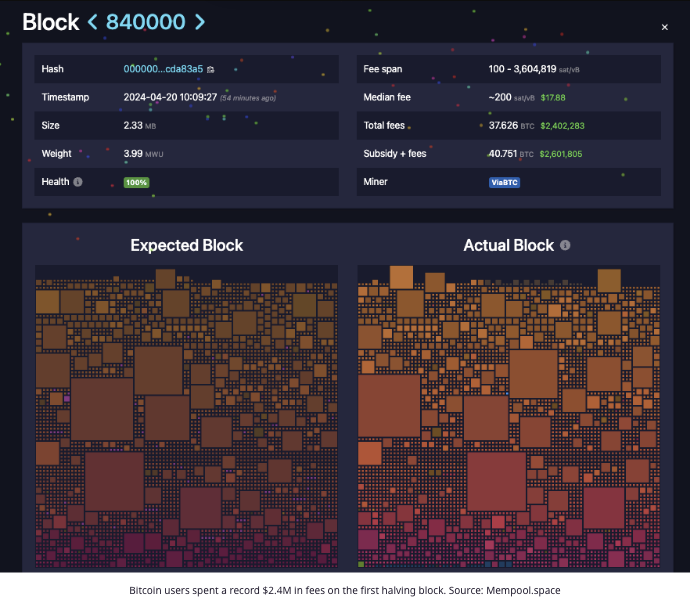 Block < 840000 >
×
Hash 000000...cda83a5
Timestamp 2024-04-20 10:09:27 (54 minutes ago)
Size 2.33 MB
Weight 3.99 MWU
Health 100%
Fee span 100 - 3,604,819 sat/vB
Median fee ~200 sat/vB $17.88
Total fees 37.626 BTC $2,402,283
Subsidy + fees 40.751 BTC $2,601,805
Miner ViaBTC
Expected Block
Actual Block
Bitcoin users spent a record $2.4M in fees on the first halving block. Source: Mempool.space